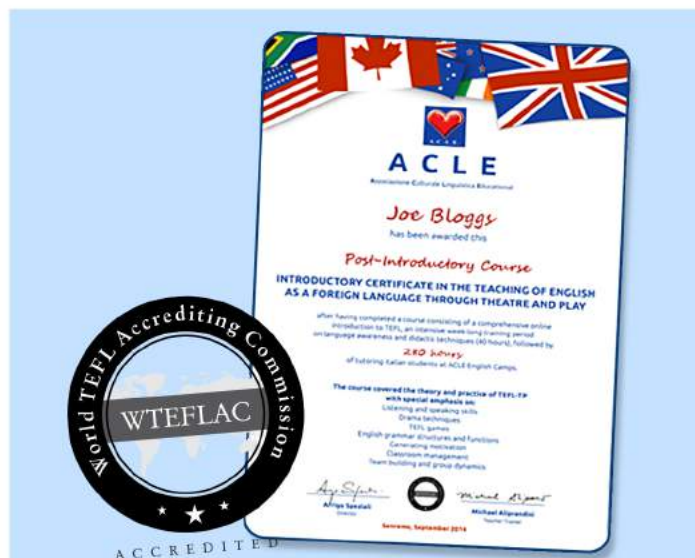 ACLE
ACLE
Associazione Culturale Linguistica Educational
Joe Bloggs
has been awarded this
Post-Introductory Course
INTRODUCTORY CERTIFICATE IN THE TEACHING OF ENGLISH
AS A FOREIGN LANGUAGE THROUGH THEATRE AND PLAY
after having completed a course consisting of a comprehensive online
introduction to TEFL, an intensive week-long training period
on language awareness and didactic techniques (40 hours), followed by
280 hours
of tutoring Italian students at ACLE English Camps.
The course covered the theory and practice of TEFL-TP
with special emphasis on:
Listening and speaking skills
Drama techniques
TEFL games
English grammar structures and functions
Generating motivation
Classroom management
Team building and group dynamics
Arrigo Speziali
Director
Michael Aliprandini
Teacher Trainer
Sanremo, September 2016
World TEFL Accrediting Commission
WTEFLAC
ACCREDITED